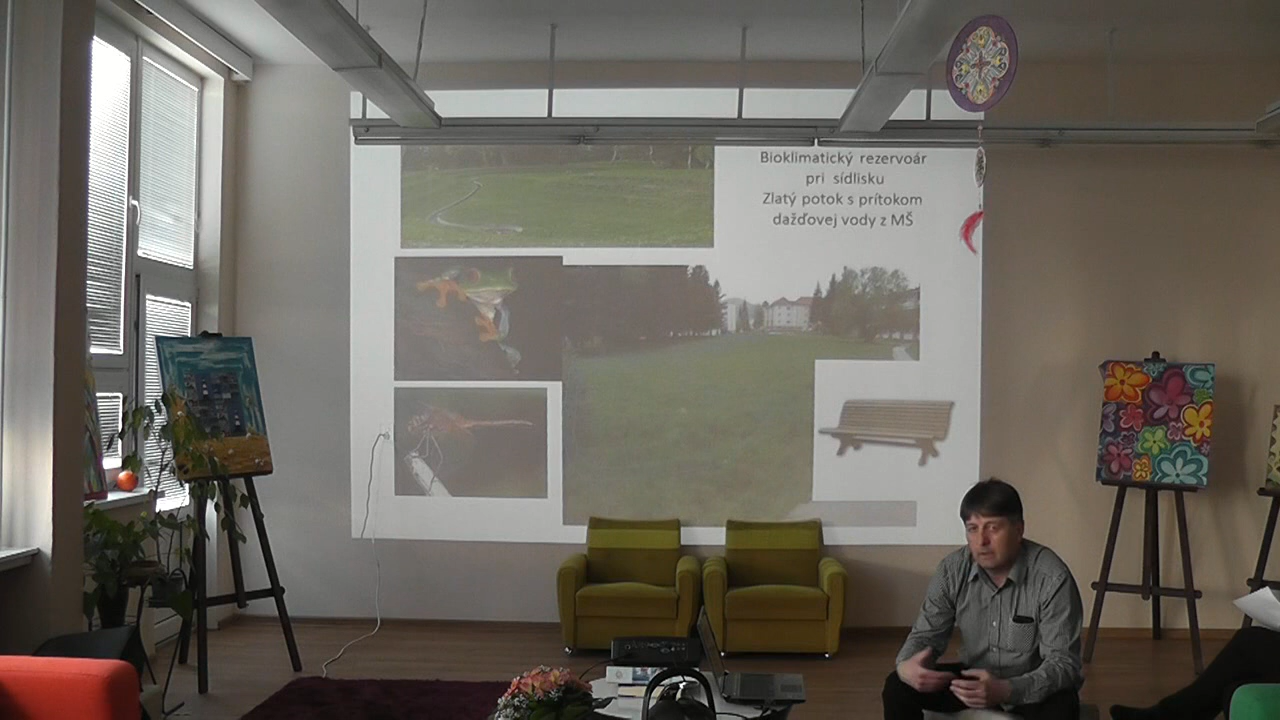 Bioklimatický rezervoár
pri sídlisku
Zlatý potok s prítokom
dažďovej vody z MŠ